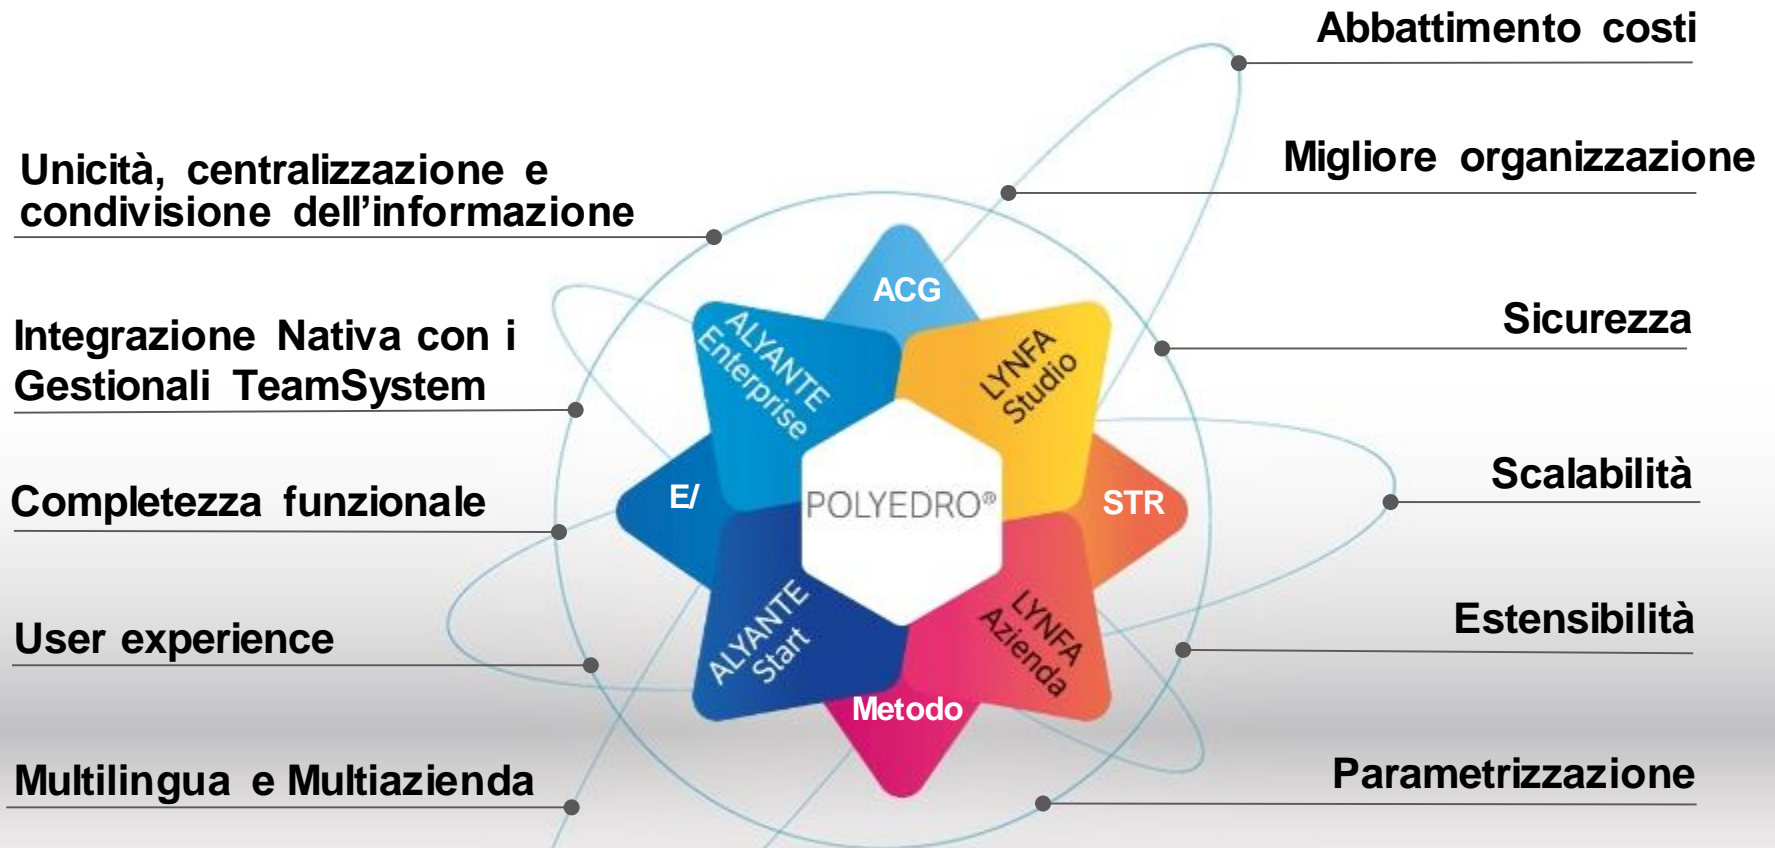 Abbattimento costi
Migliore organizzazione
Unicità, centralizzazione e
condivisione dell’informazione
ACG
Sicurezza
Integrazione Nativa con i
Gestionali TeamSystem
ALYANTE
Enterprise
LYNFA
Studio
Scalabilità
Completezza funzionale
E/
POLYEDRO®
STR
Estensibilità
User experience
ALYANTE
Start
LYNFA
Azienda
Metodo
Parametrizzazione
Multilingua e Multiazienda